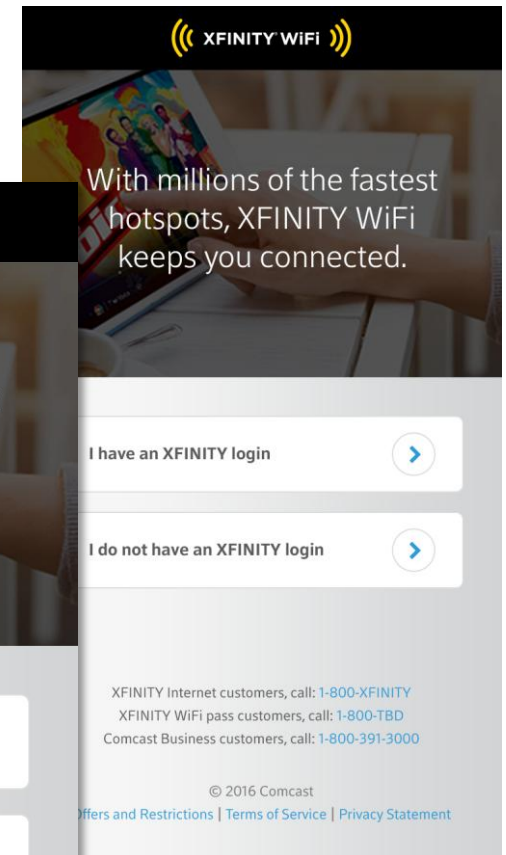 XFINITY WiFi
With millions of the fastest
hotspots, XFINITY WiFi
keeps you connected.
I have an XFINITY login
I do not have an XFINITY login
XFINITY Internet customers, call: 1-800-XFINITY
XFINITY WiFi pass customers, call: 1-800-TBD
Comcast Business customers, call: 1-800-391-3000
© 2016 Comcast
ffers and Restrictions | Terms of Service | Privacy Statement